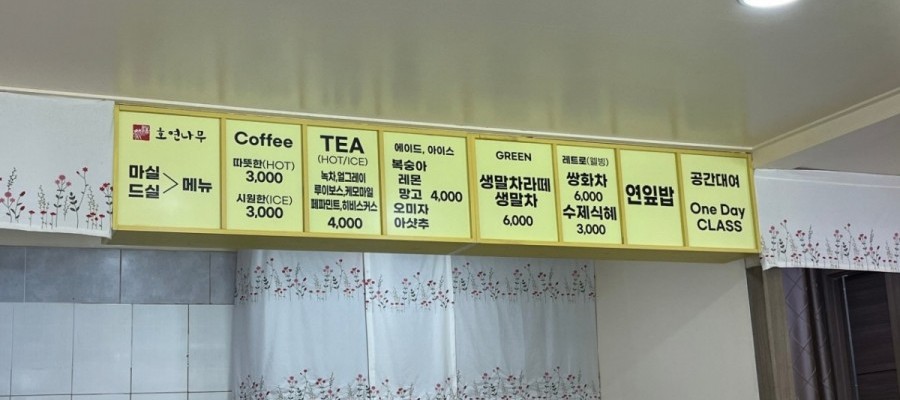 호연나무
마실
드실 > 메뉴
Coffee
따뜻한(HOT)
3,000
시원한(ICE)
3,000
TEA
(HOT/ICE)
녹차,얼그레이
루이보스,케모마일
페파민트,히비스커스
4,000
에이드, 아이스
복숭아
레몬
망고 4,000
오미자
아샷추
GREEN
생말차라떼
생말차
6,000
레트로(웰빙)
쌍화차
6,000
수제식혜
3,000
연잎밥
공간대여
One Day
CLASS